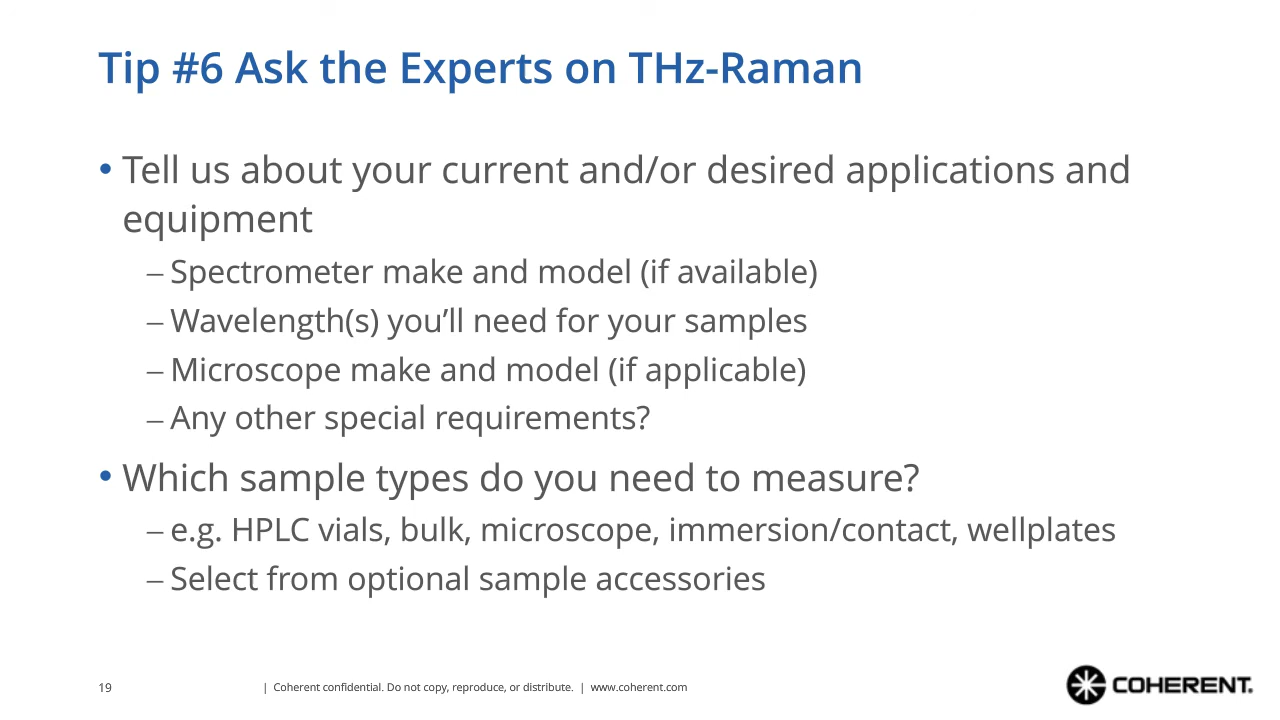 Tip #6 Ask the Experts on THz-Raman
• Tell us about your current and/or desired applications and
equipment
– Spectrometer make and model (if available)
– Wavelength(s) you’ll need for your samples
– Microscope make and model (if applicable)
– Any other special requirements?
• Which sample types do you need to measure?
– e.g. HPLC vials, bulk, microscope, immersion/contact, wellplates
– Select from optional sample accessories
19 | Coherent confidential. Do not copy, reproduce, or distribute. | www.coherent.com
COHERENT.